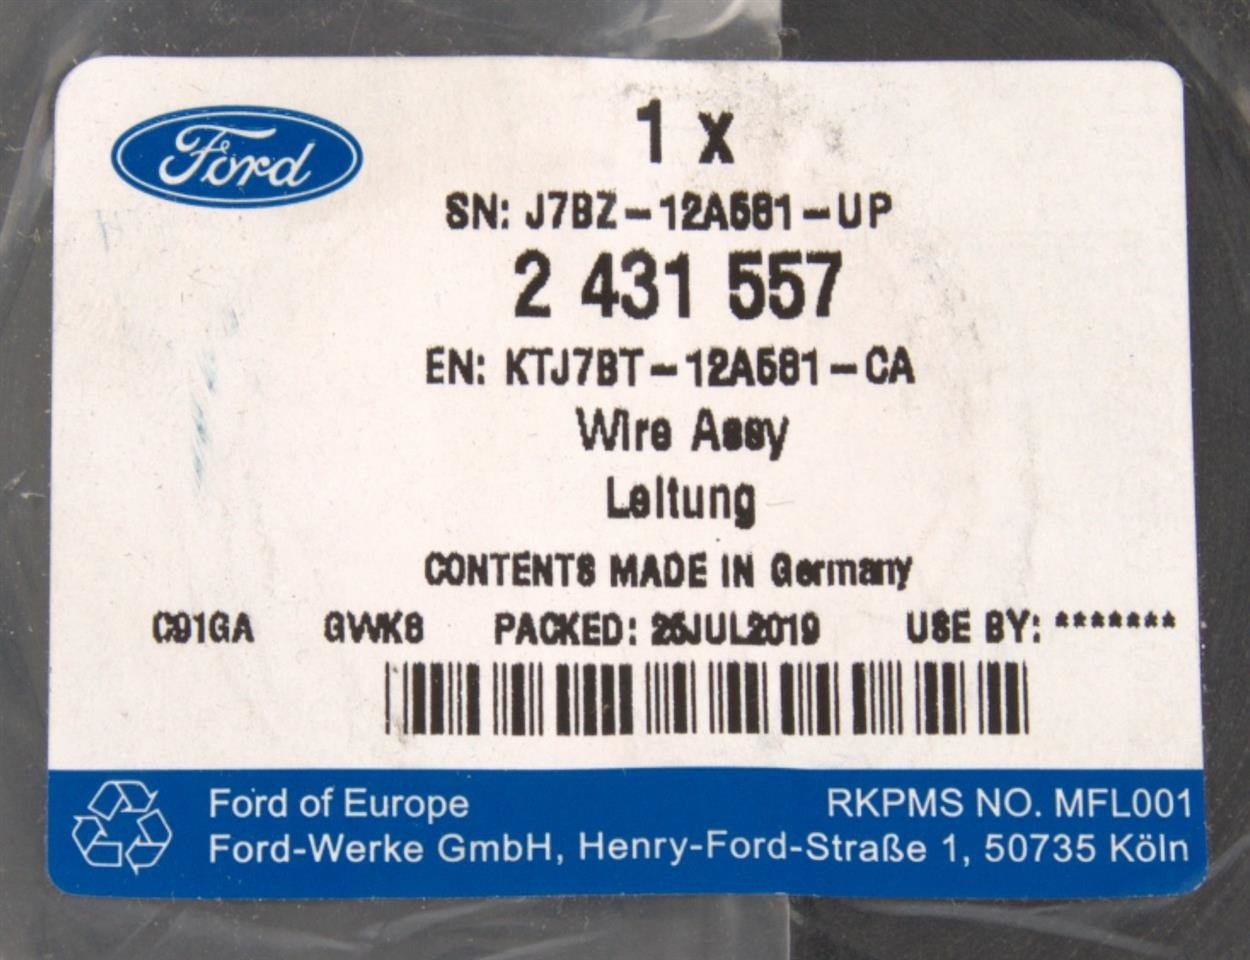 Ford
1 x
SN: J7BZ-12A581-UP
2 431 557
EN: KTJ7BT-12A581-CA
Wire Assy
Leitung
CONTENTS MADE IN Germany
C91GA GWK8 PACKED: 25JUL2019 USE BY: *******
Ford of Europe RKPMS NO. MFL001
Ford-Werke GmbH, Henry-Ford-Straße 1, 50735 Köln